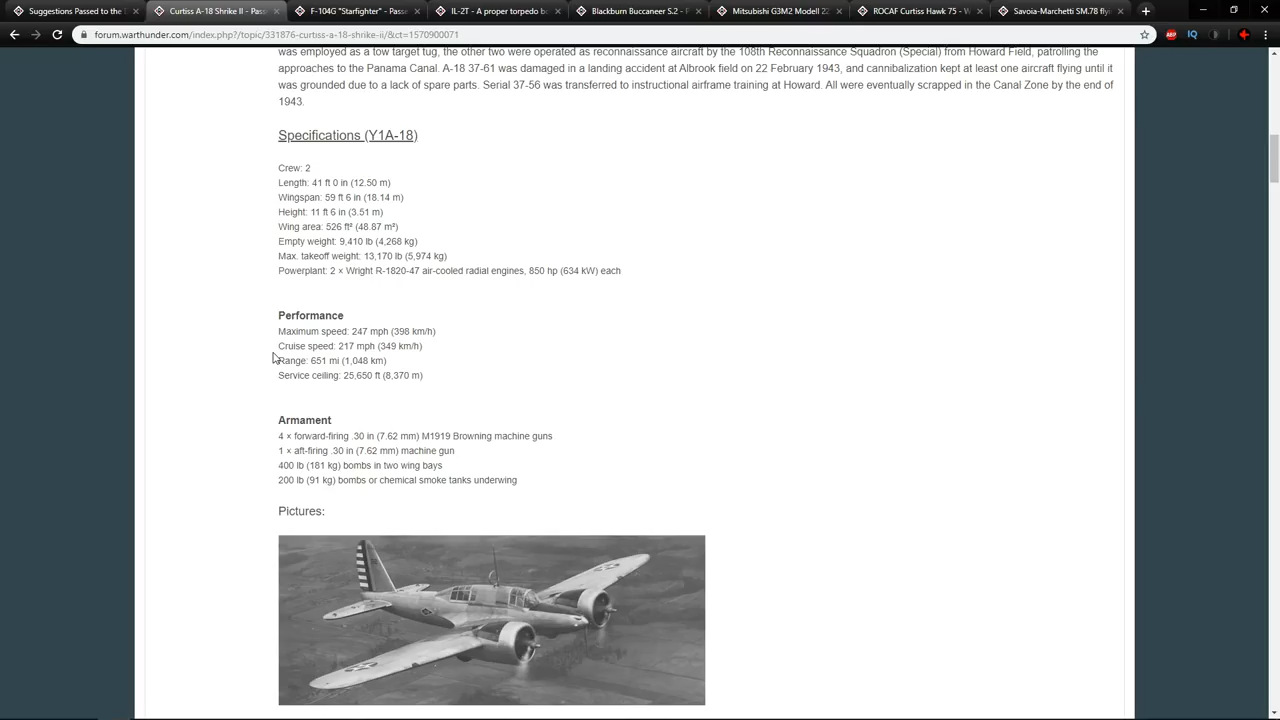 Suggestions Passed to the D
Curtiss A-18 Shrike II - Pass
F-104G "Starfighter" - Passe
IL-2T - A proper torpedo bo
Blackburn Buccaneer S.2 - P
Mitsubishi G3M2 Modell 22
ROCAF Curtiss Hawk 75 - W
Savoia-Marchetti SM.78 flyi
forum.warthunder.com/index.php?/topic/331876-curtiss-a-18-shrike-ii/&ct=1570900071
ABP
IQ
was employed as a tow target tug, the other two were operated as reconnaissance aircraft by the 108th Reconnaissance Squadron (Special) from Howard Field, patrolling the
approaches to the Panama Canal. A-18 37-61 was damaged in a landing accident at Albrook field on 22 February 1943, and cannibalization kept at least one aircraft flying until it
was grounded due to a lack of spare parts. Serial 37-56 was transferred to instructional airframe training at Howard. All were eventually scrapped in the Canal Zone by the end of
1943.
Specifications (Y1A-18)
Crew: 2
Length: 41 ft 0 in (12.50 m)
Wingspan: 59 ft 6 in (18.14 m)
Height: 11 ft 6 in (3.51 m)
Wing area: 526 ft² (48.87 m²)
Empty weight: 9,410 lb (4,268 kg)
Max. takeoff weight: 13,170 lb (5,974 kg)
Powerplant: 2 × Wright R-1820-47 air-cooled radial engines, 850 hp (634 kW) each
Performance
Maximum speed: 247 mph (398 km/h)
Cruise speed: 217 mph (349 km/h)
Range: 651 mi (1,048 km)
Service ceiling: 25,650 ft (8,370 m)
Armament
4 × forward-firing .30 in (7.62 mm) M1919 Browning machine guns
1 × aft-firing .30 in (7.62 mm) machine gun
400 lb (181 kg) bombs in two wing bays
200 lb (91 kg) bombs or chemical smoke tanks underwing
Pictures: